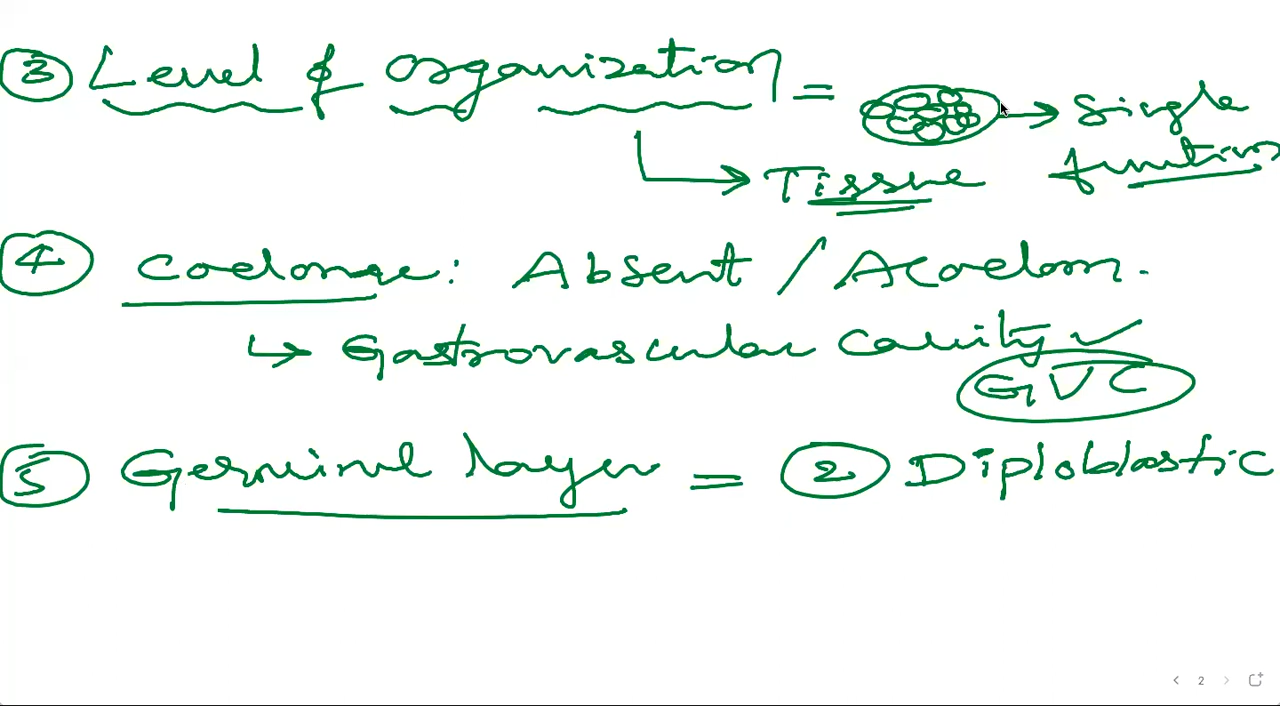 ③ Level of organization = → Single
function
↳ Tissue
④ Coelome: Absent / Acoelom.
↳ Gastrovascular Cavity ✓
GVC
⑤ Germinal layer = ② Diploblastic
2